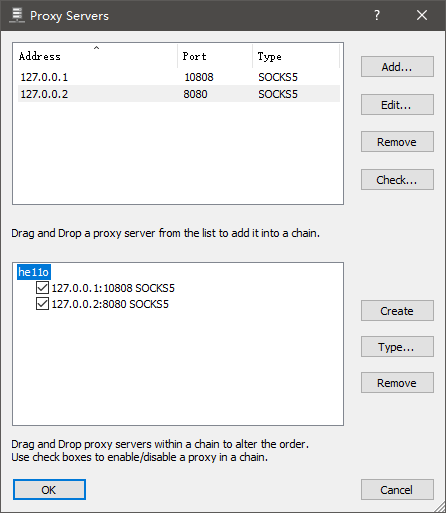 Proxy Servers
Address Port Type
127.0.0.1 10808 SOCKS5
127.0.0.2 8080 SOCKS5
Add...
Edit...
Remove
Check...
Drag and Drop a proxy server from the list to add it into a chain.
he11o
127.0.0.1:10808 SOCKS5
127.0.0.2:8080 SOCKS5
Create
Type...
Remove
Drag and Drop proxy servers within a chain to alter the order.
Use check boxes to enable/disable a proxy in a chain.
OK
Cancel